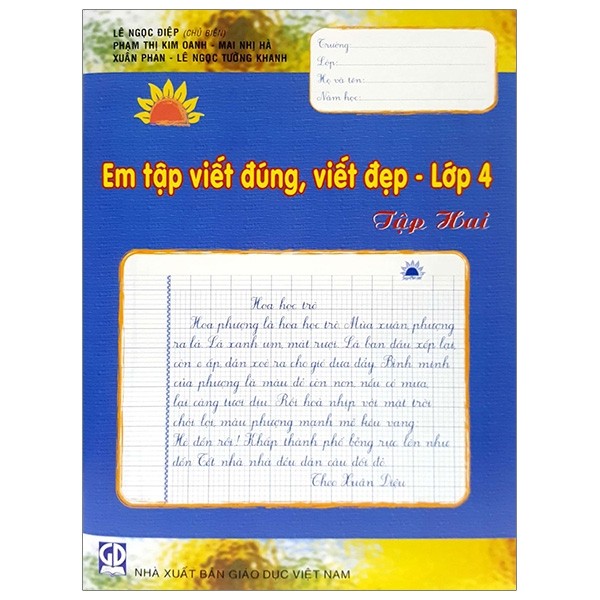 LÊ NGỌC ĐIỆP (CHỦ BIÊN)
PHẠM THỊ KIM OANH - MAI NHỊ HÀ
XUÂN PHAN - LÊ NGỌC TƯỜNG KHANH
Trường:
Lớp:
Họ và tên:
Năm học:
Em tập viết đúng, viết đẹp - Lớp 4
Tập Hai
Hoa học trò
Hoa phượng là hoa học trò. Mùa xuân, phượng
ra lá. Lá xanh um, mát rượi. Lá ban đầu xếp lại,
còn e ấp, dần xoè ra cho gió đưa đẩy. Bình minh
của phượng là màu đỏ còn non, nếu có mưa,
lại càng tươi dịu. Rồi hoà nhịp với mặt trời
chói lọi, màu phượng mạnh mẽ kêu vang:
Hè đến rồi! Khắp thành phố bỗng rực lên như
đến Tết nhà nhà đều dán câu đối đỏ.
Theo Xuân Diệu
GD
NHÀ XUẤT BẢN GIÁO DỤC VIỆT NAM